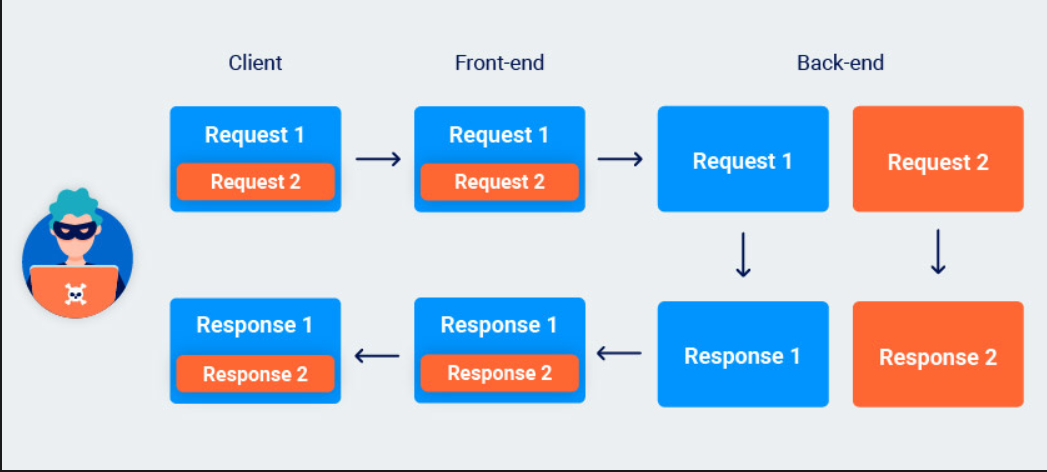 Client
Front-end
Back-end
Request 1
Request 2
Request 1
Request 2
Request 1
Request 2
Response 1
Response 2
Response 1
Response 2
Response 1
Response 2